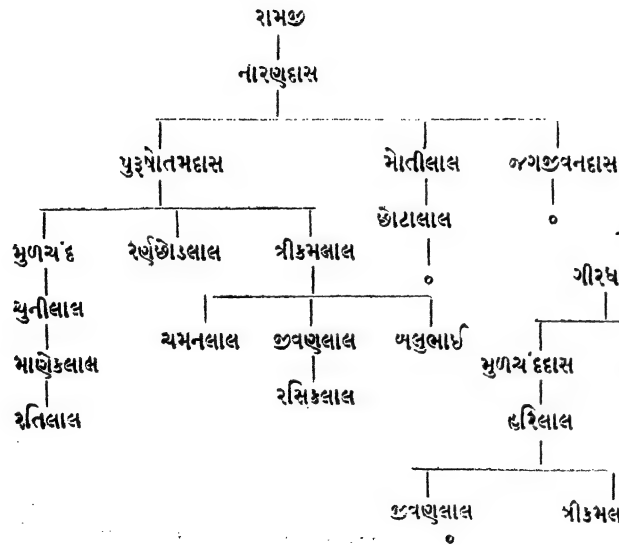 રામજી
નારણદાસ
પુરૂષોતમદાસ મોતીલાલ જગજીવનદાસ
છોટાલાલ
મુળચંદ રણછોડલાલ ત્રીકમલાલ
ગીરધ
ચુનીલાલ
ચમનલાલ જીવણલાલ બલુભાઈ
માણેકલાલ મુળચંદદાસ
રતિલાલ રસિકલાલ હરિલાલ
જીવણલાલ ત્રીકમલ